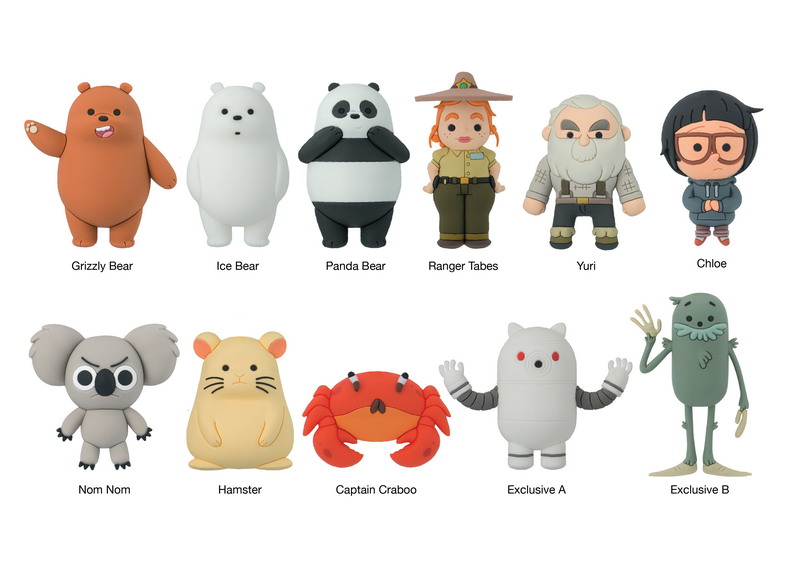 Grizzly Bear
Ice Bear
Panda Bear
Ranger Tabes
Yuri
Chloe
Nom Nom
Hamster
Captain Craboo
Exclusive A
Exclusive B